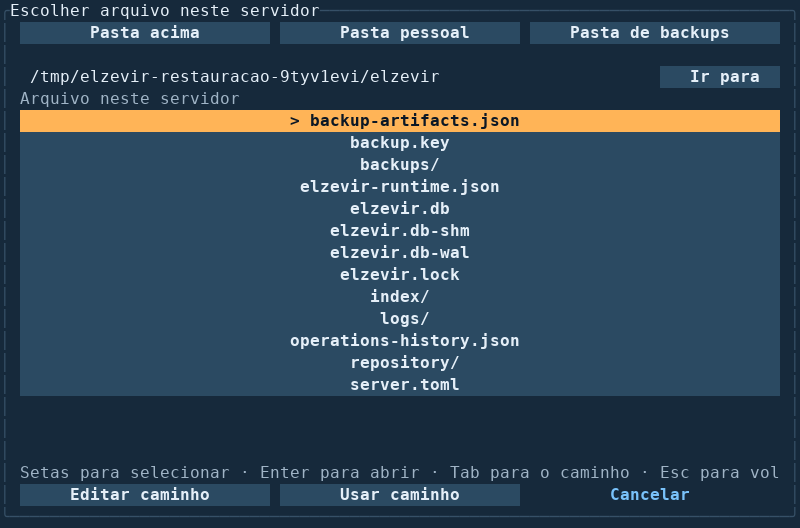 Escolher arquivo neste servidor
Pasta acima Pasta pessoal Pasta de backups
/tmp/elzevir-restauracao-9tyv1evi/elzevir Ir para
Arquivo neste servidor
> backup-artifacts.json
backup.key
backups/
elzevir-runtime.json
elzevir.db
elzevir.db-shm
elzevir.db-wal
elzevir.lock
index/
logs/
operations-history.json
repository/
server.toml
Setas para selecionar · Enter para abrir · Tab para o caminho · Esc para vol
Editar caminho Usar caminho Cancelar